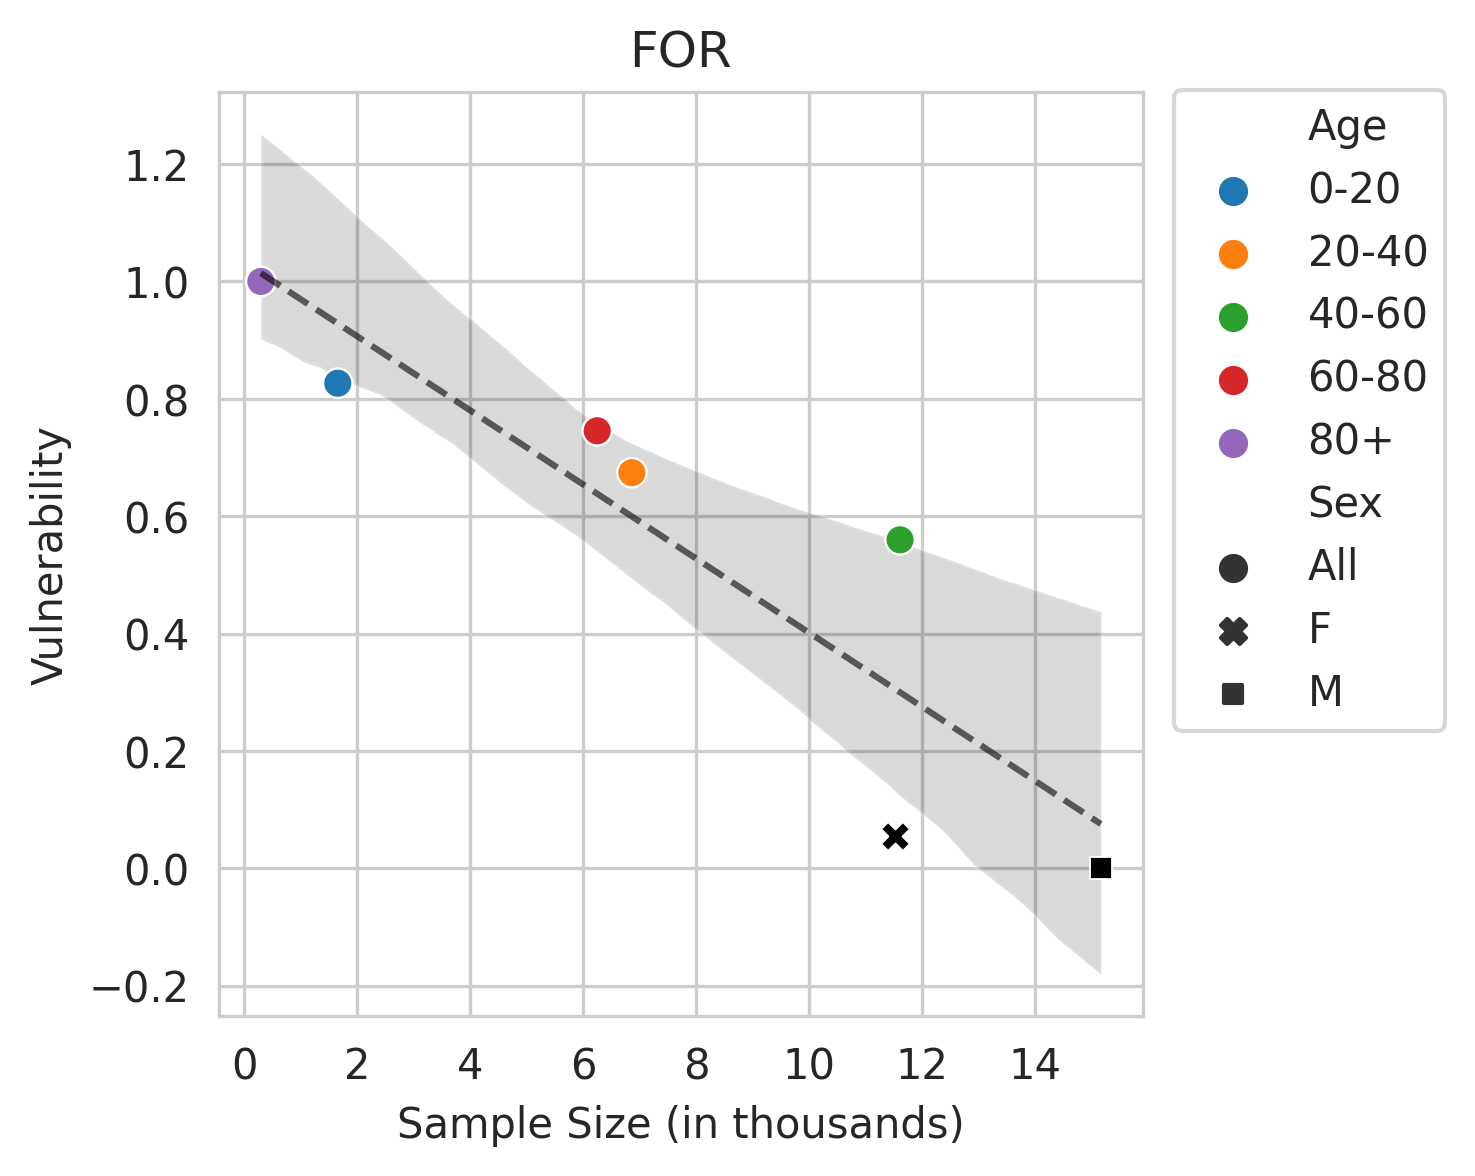 FOR
Vulnerability
1.2
1.0
0.8
0.6
0.4
0.2
0.0
−0.2
0 2 4 6 8 10 12 14
Sample Size (in thousands)
Age
0-20
20-40
40-60
60-80
80+
Sex
All
F
M